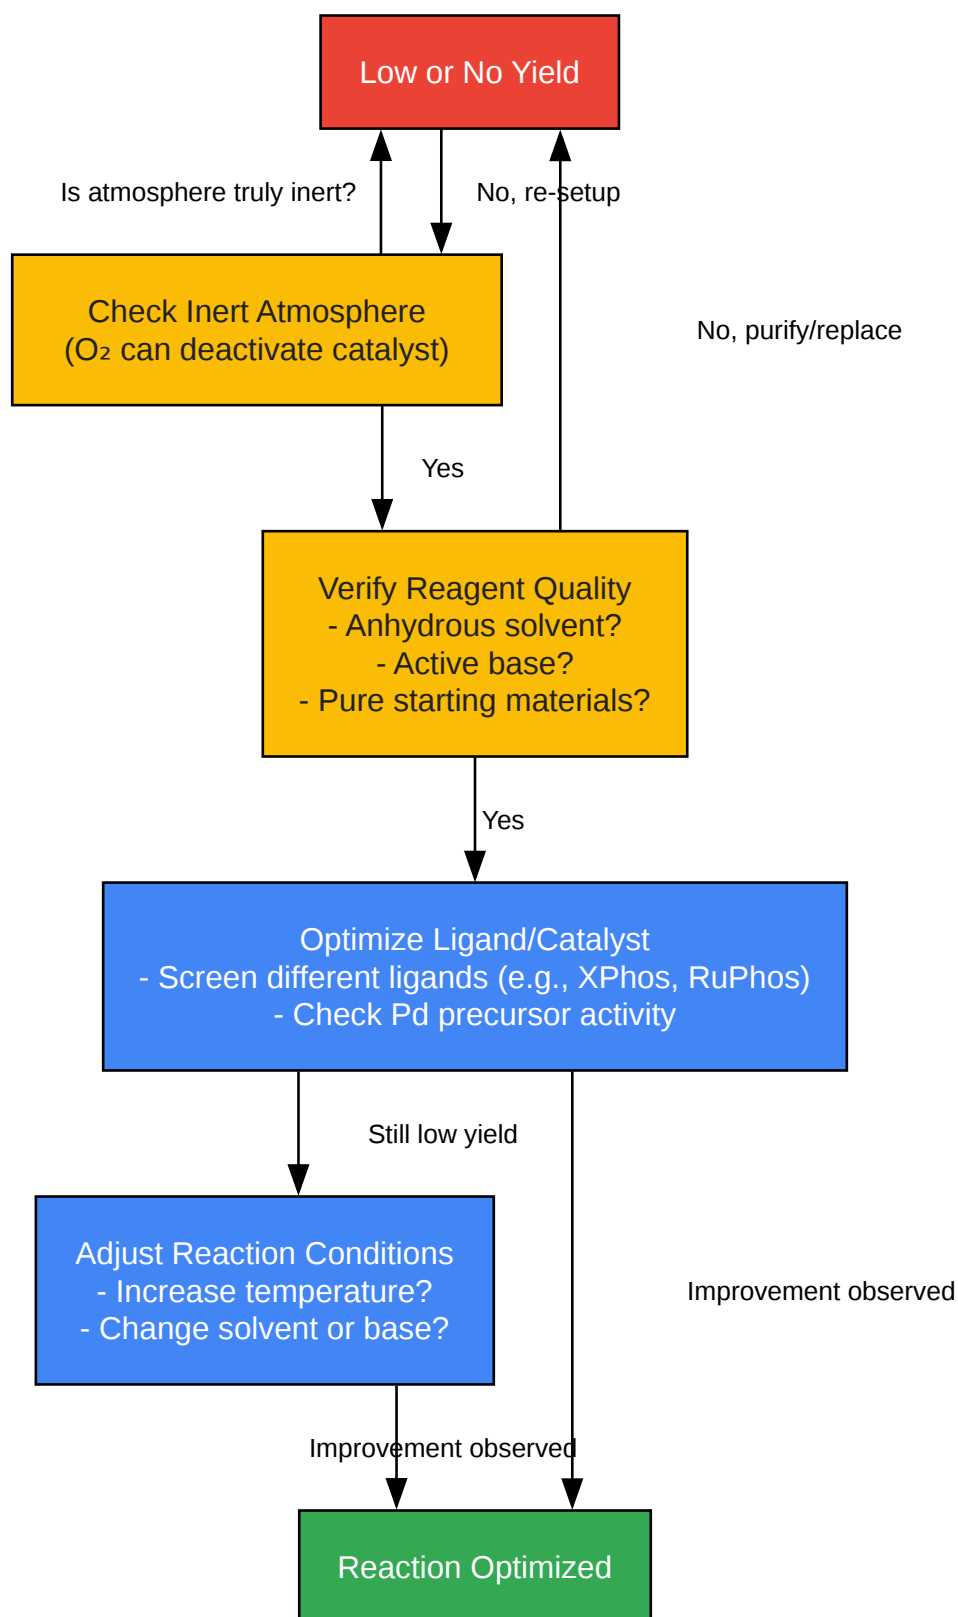 Low or No Yield
Is atmosphere truly inert?
No, re-setup
Check Inert Atmosphere
(O₂ can deactivate catalyst)
No, purify/replace
Yes
Verify Reagent Quality
- Anhydrous solvent?
- Active base?
- Pure starting materials?
Yes
Optimize Ligand/Catalyst
- Screen different ligands (e.g., XPhos, RuPhos)
- Check Pd precursor activity
Still low yield
Adjust Reaction Conditions
- Increase temperature?
- Change solvent or base?
Improvement observed
Improvement observed
Reaction Optimized